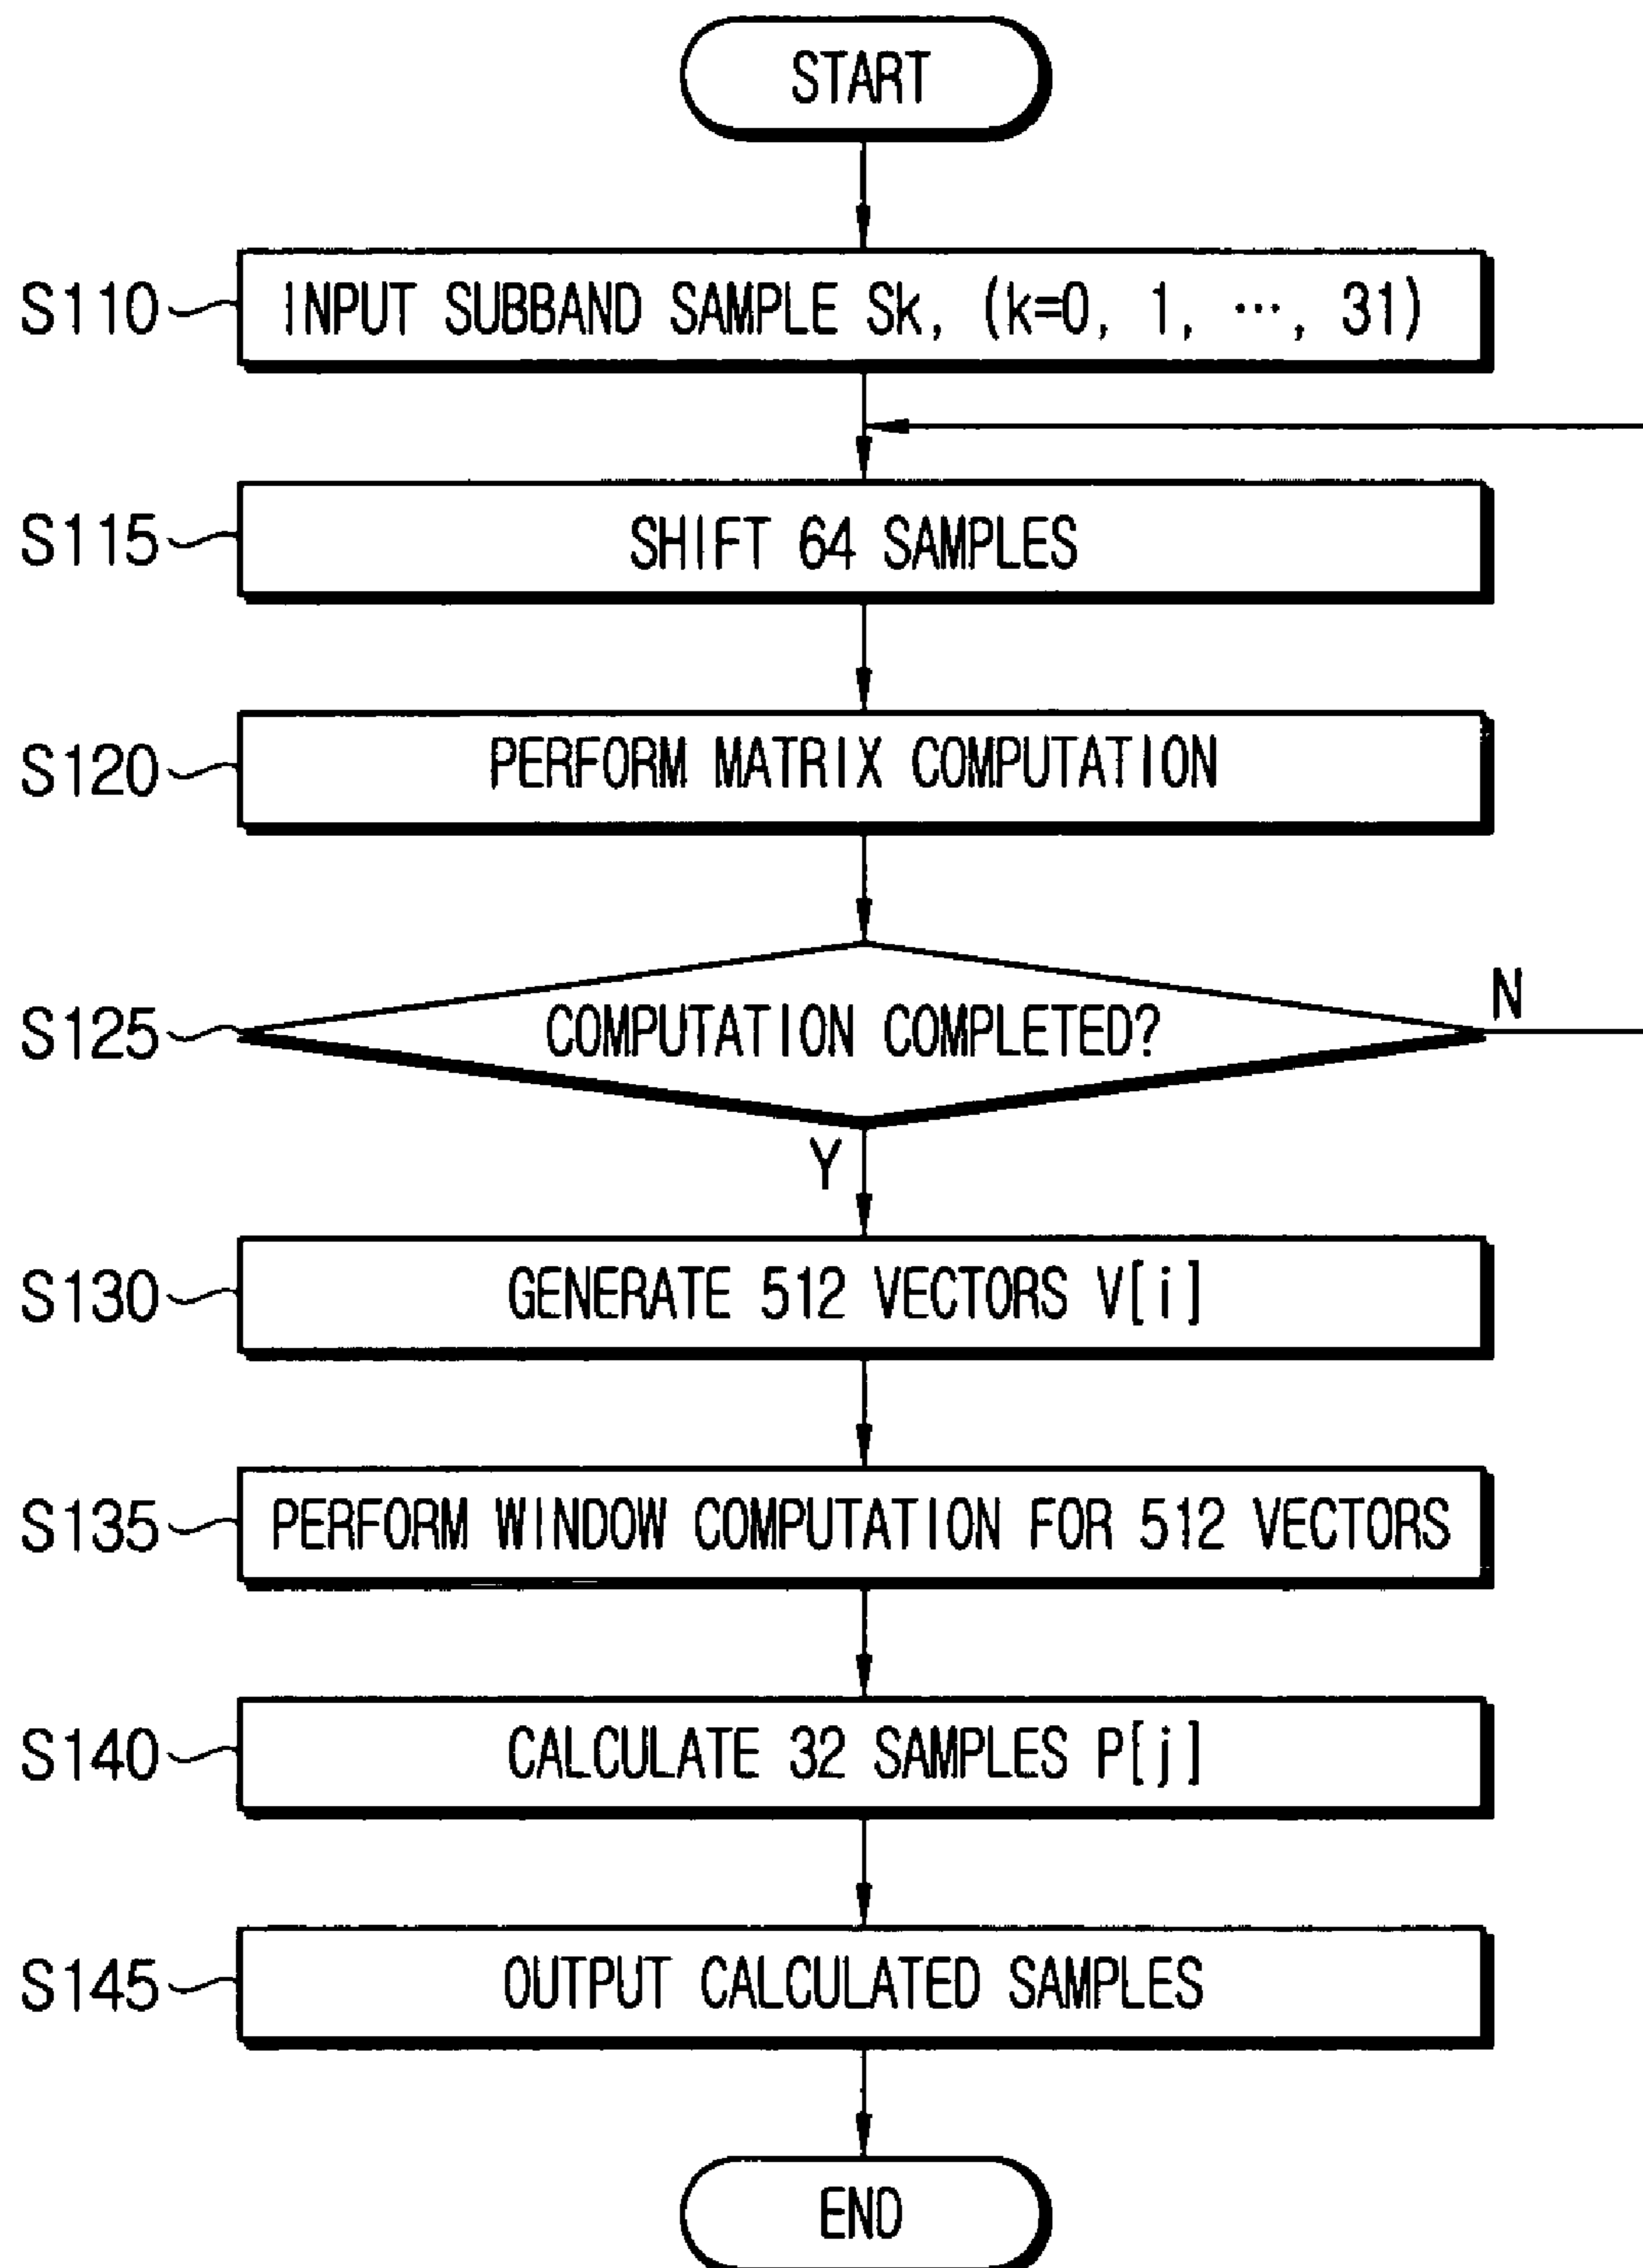 START
S110 INPUT SUBBAND SAMPLE Sk, (k=0, 1, ···, 31)
S115 SHIFT 64 SAMPLES
S120 PERFORM MATRIX COMPUTATION
S125 COMPUTATION COMPLETED? N
Y
S130 GENERATE 512 VECTORS V[i]
S135 PERFORM WINDOW COMPUTATION FOR 512 VECTORS
S140 CALCULATE 32 SAMPLES P[j]
S145 OUTPUT CALCULATED SAMPLES
END